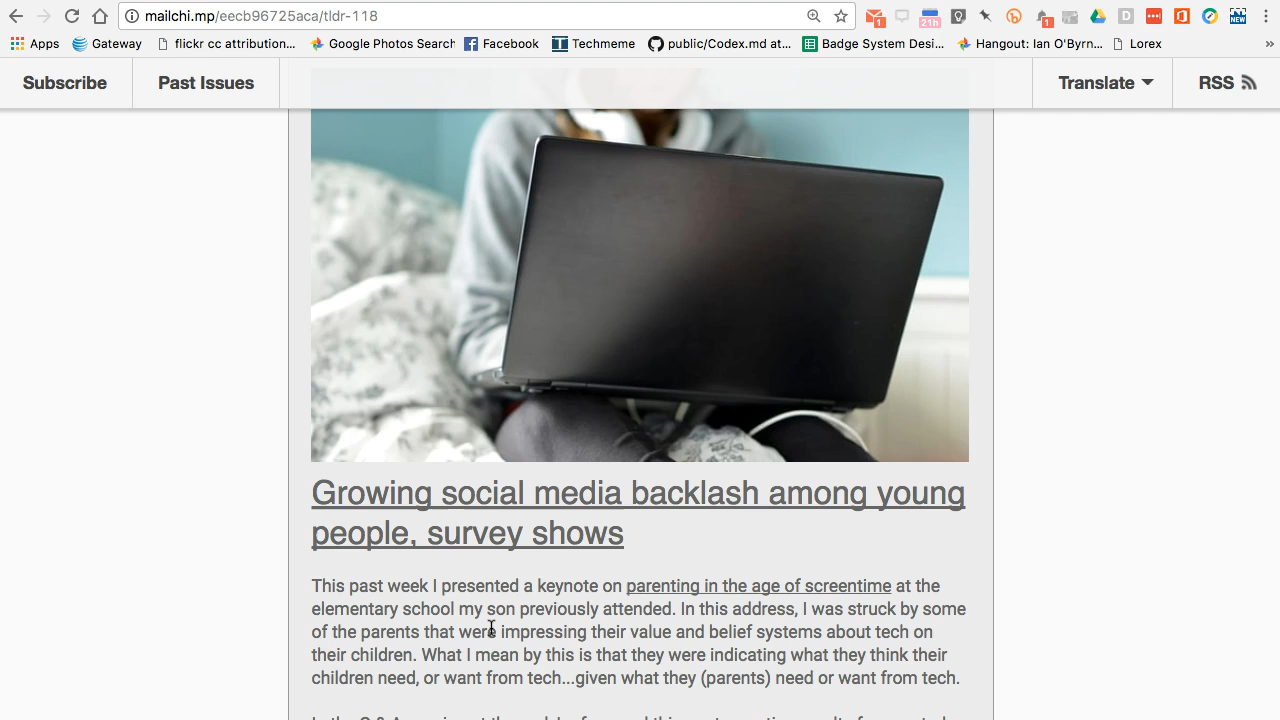 mailchi.mp/eecb96725aca/tldr-118
1
21h
1
NEW
Apps
Gateway
flickr cc attribution...
Google Photos Sear...
Facebook
Techmeme
public/Codex.md at...
Badge System Desi...
Hangout: Ian O'Byrn...
Lorex
»
Subscribe
Past Issues
Translate
RSS
Growing social media backlash among young
people, survey shows
This past week I presented a keynote on parenting in the age of screentime at the
elementary school my son previously attended. In this address, I was struck by some
of the parents that were impressing their value and belief systems about tech on
their children. What I mean by this is that they were indicating what they think their
children need, or want from tech...given what they (parents) need or want from tech.